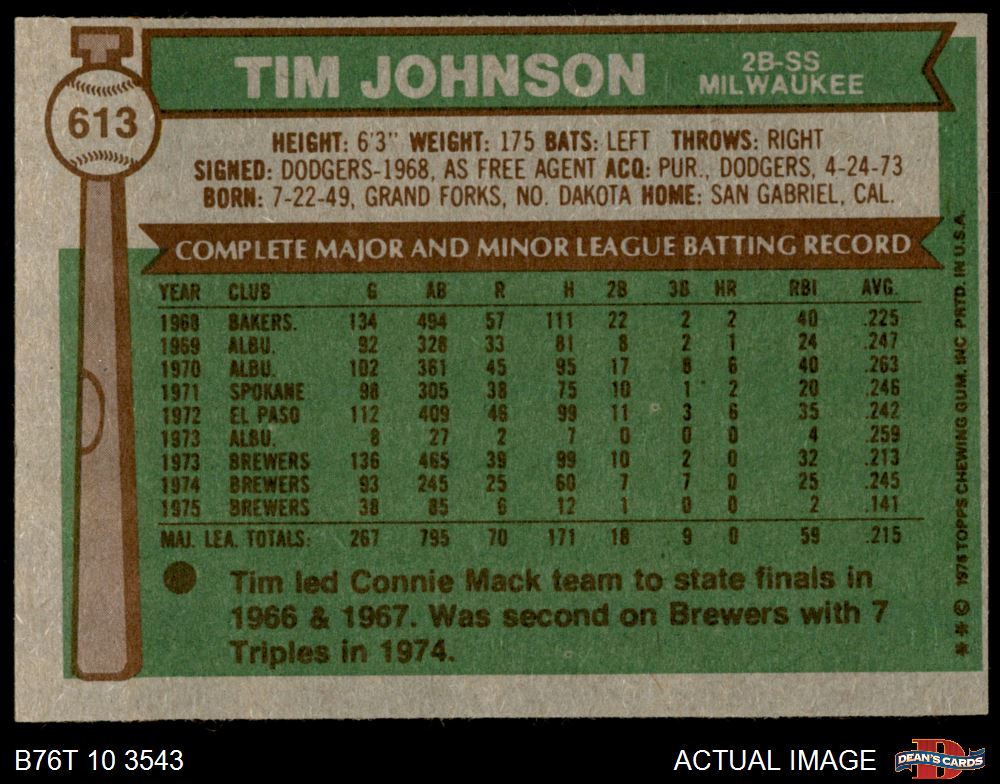 613
TIM JOHNSON
2B-SS
MILWAUKEE
HEIGHT: 6'3" WEIGHT: 175 BATS: LEFT THROWS: RIGHT
SIGNED: DODGERS-1968, AS FREE AGENT ACQ: PUR., DODGERS, 4-24-73
BORN: 7-22-49, GRAND FORKS, NO. DAKOTA HOME: SAN GABRIEL, CAL.
COMPLETE MAJOR AND MINOR LEAGUE BATTING RECORD
YEAR CLUB G AB R H 2B 3B HR RBI AVG.
1968 BAKERS. 134 494 57 111 22 2 2 40 .225
1969 ALBU. 92 328 33 81 8 2 1 24 .247
1970 ALBU. 102 361 45 95 17 8 6 40 .263
1971 SPOKANE 98 305 38 75 10 1 2 20 .246
1972 EL PASO 112 409 46 99 11 3 6 35 .242
1973 ALBU. 8 27 2 7 0 0 0 4 .259
1973 BREWERS 136 465 39 99 10 2 0 32 .213
1974 BREWERS 93 245 25 60 7 7 0 25 .245
1975 BREWERS 38 85 6 12 1 0 0 2 .141
MAJ. LEA. TOTALS: 267 795 70 171 18 9 0 59 .215
Tim led Connie Mack team to state finals in
1966 & 1967. Was second on Brewers with 7
Triples in 1974.
** © 1976 TOPPS CHEWING GUM, INC PRTD. IN U.S.A.
B76T 10 3543
ACTUAL IMAGE
D
DEAN'S CARDS